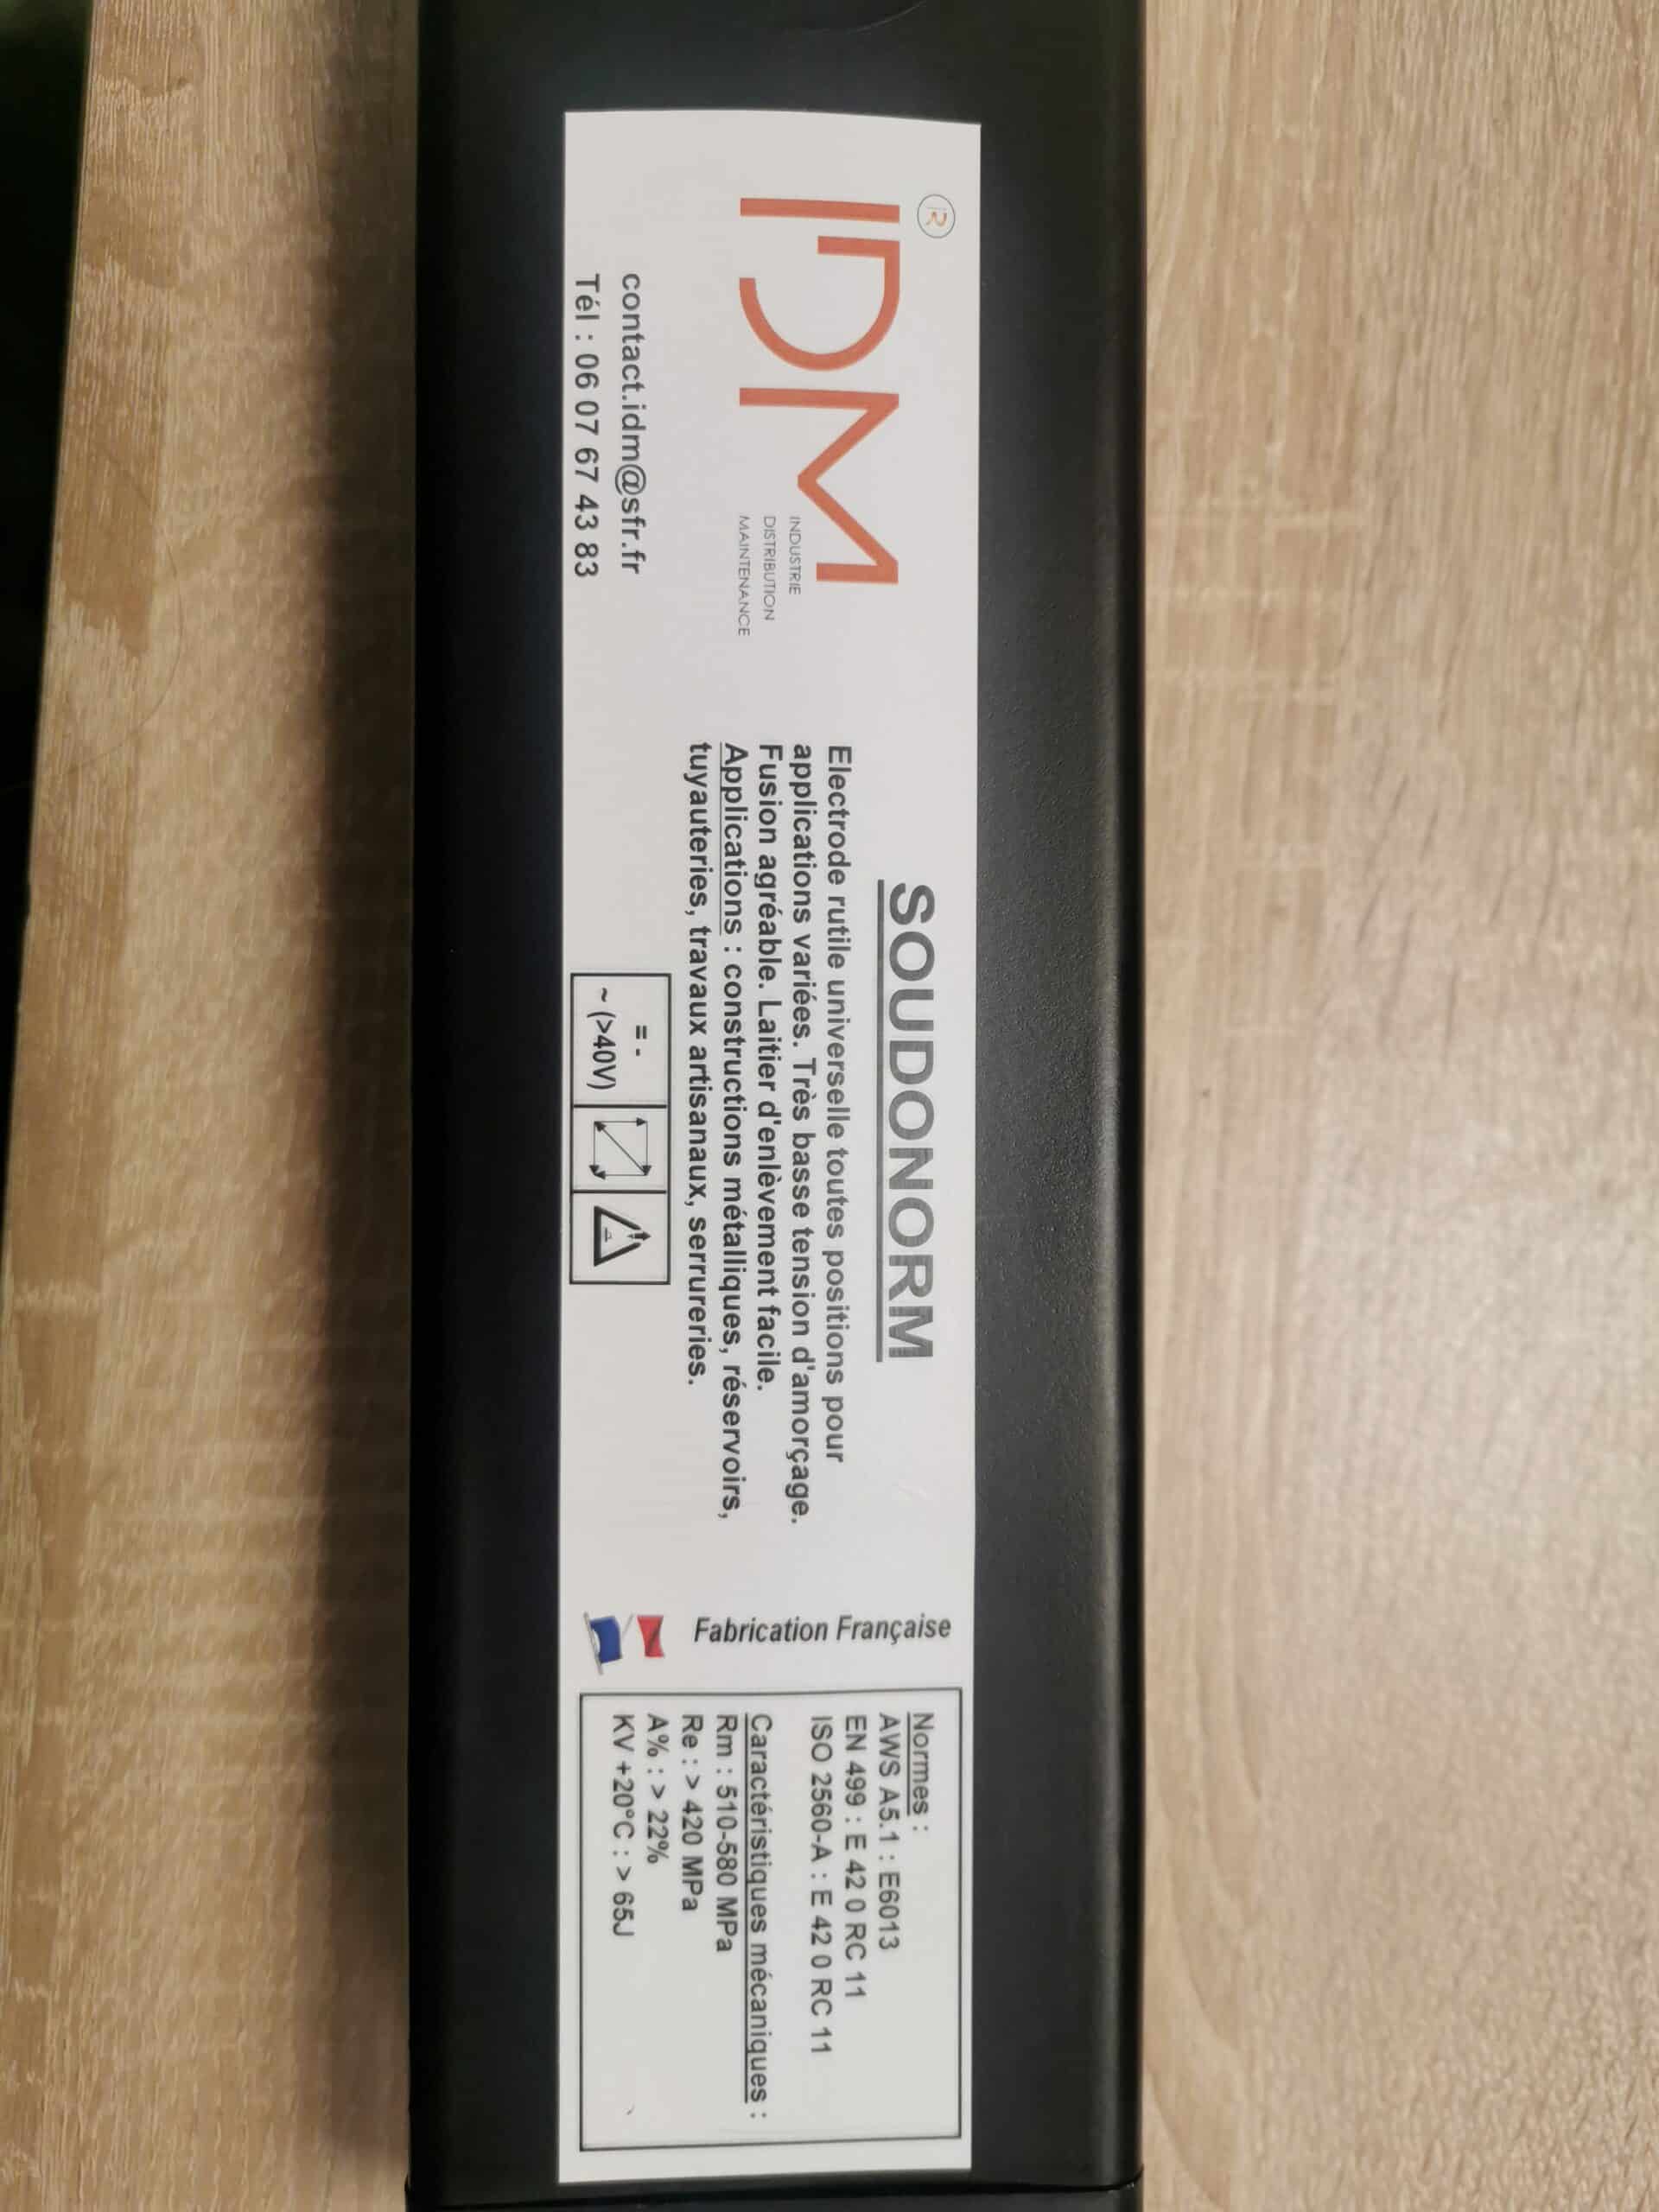 IDM
®
INDUSTRIE
DISTRIBUTION
MAINTENANCE
contact.idm@sfr.fr
Tél : 06 07 67 43 83
SOUDONORM
Electrode rutile universelle toutes positions pour
applications variées. Très basse tension d'amorçage.
Fusion agréable. Laitier d'enlèvement facile.
Applications : constructions métalliques, réservoirs,
tuyauteries, travaux artisanaux, serrureries.
= -
~ (>40V)
Fabrication Française
Normes :
AWS A5.1 : E6013
EN 499 : E 42 0 RC 11
ISO 2560-A : E 42 0 RC 11
Caractéristiques mécaniques :
Rm : 510-580 MPa
Re : > 420 MPa
A% : > 22%
KV +20°C : > 65J